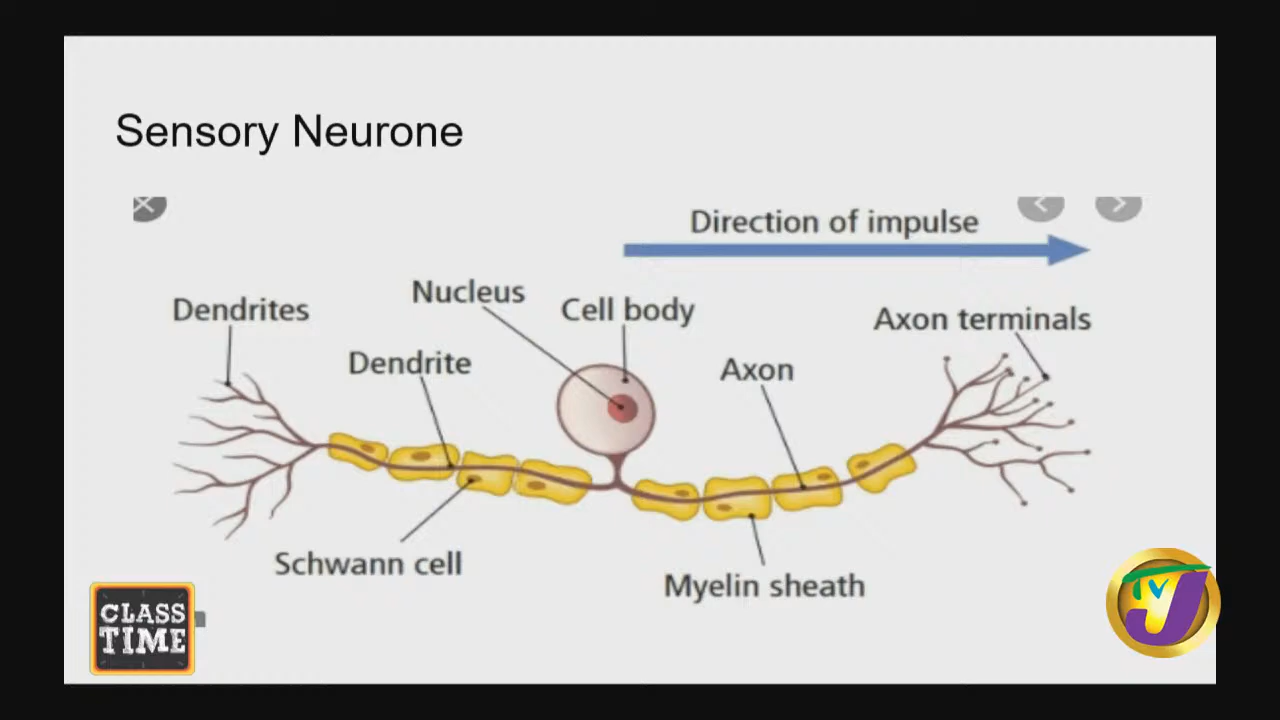 Sensory Neurone
Direction of impulse
Nucleus
Dendrites
Cell body
Axon terminals
Dendrite
Axon
Schwann cell
Myelin sheath
CLASS
TIME
TVJ